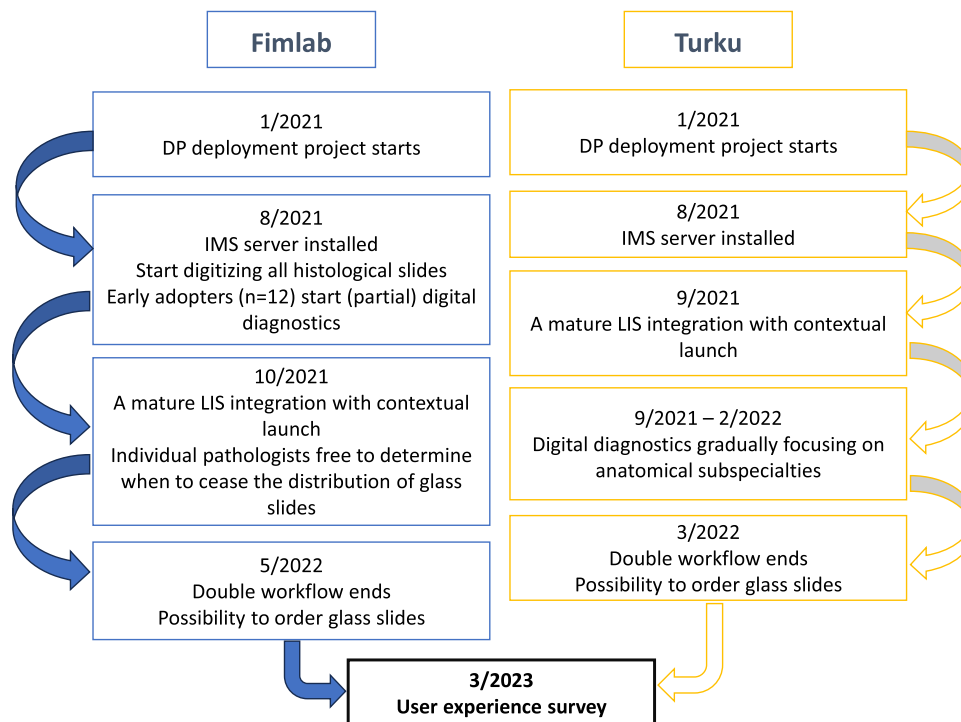 Fimlab
1/2021
DP deployment project starts
8/2021
IMS server installed
Start digitizing all histological slides
Early adopters (n=12) start (partial) digital
diagnostics
10/2021
A mature LIS integration with contextual
launch
Individual pathologists free to determine
when to cease the distribution of glass
slides
5/2022
Double workflow ends
Possibility to order glass slides
Turku
1/2021
DP deployment project starts
8/2021
IMS server installed
9/2021
A mature LIS integration with contextual
launch
9/2021 – 2/2022
Digital diagnostics gradually focusing on
anatomical subspecialties
3/2022
Double workflow ends
Possibility to order glass slides
3/2023
User experience survey